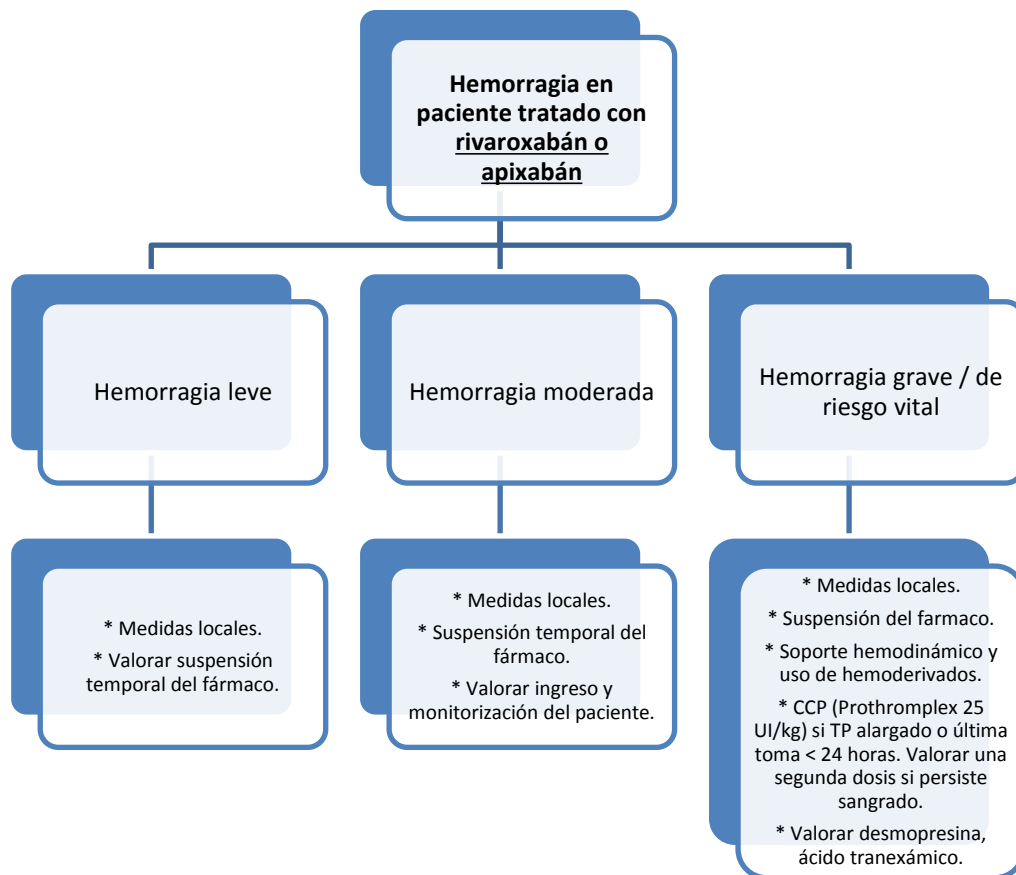 Hemorragia en
paciente tratado con
rivaroxabán o
apixabán
Hemorragia leve
Hemorragia moderada
Hemorragia grave / de
riesgo vital
* Medidas locales.
* Valorar suspensión
temporal del fármaco.
* Medidas locales.
* Suspensión temporal del
fármaco.
* Valorar ingreso y
monitorización del paciente.
* Medidas locales.
* Suspensión del farmaco.
* Soporte hemodinámico y
uso de hemoderivados.
* CCP (Prothromplex 25
UI/kg) si TP alargado o última
toma < 24 horas. Valorar una
segunda dosis si persiste
sangrado.
* Valorar desmopresina,
ácido tranexámico.